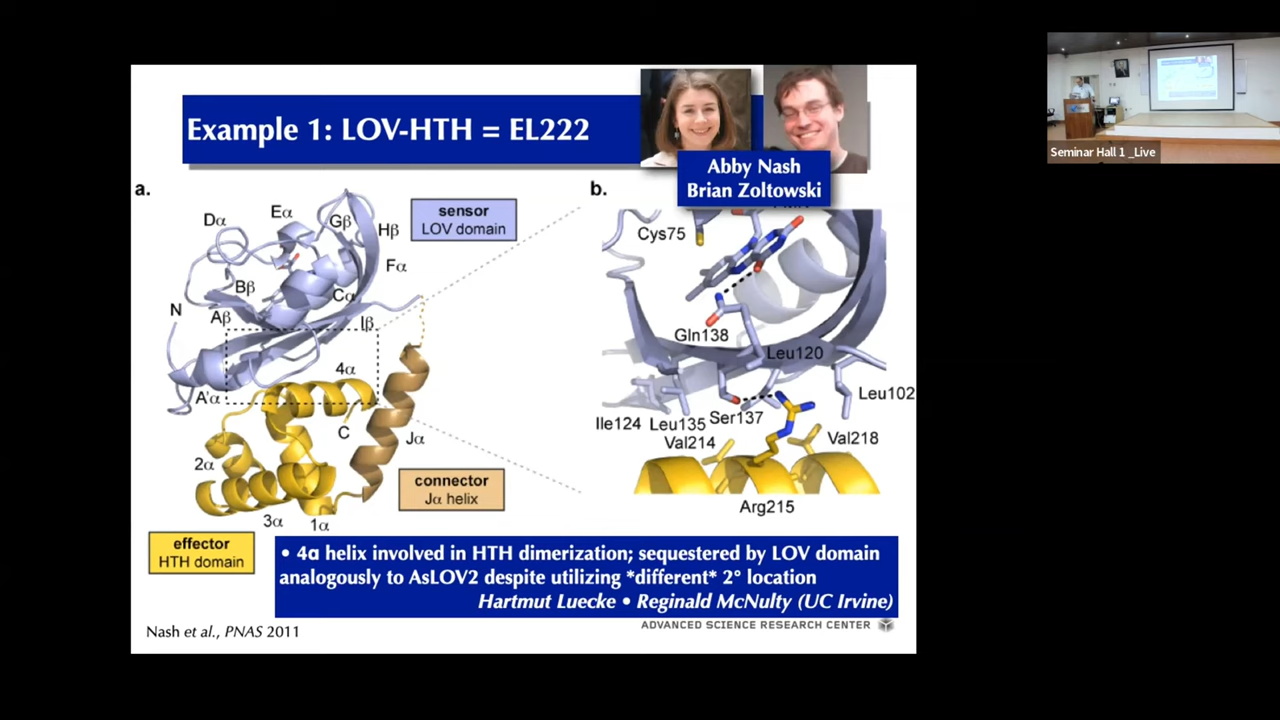 Example 1: LOV-HTH = EL222
Abby Nash
Brian Zoltowski
a.
Dα
Eα
Gβ
Hβ
Fα
Bβ
Cα
N
Aβ
Iβ
4α
A'α
C
Jα
2α
3α
1α
sensor
LOV domain
connector
Jα helix
effector
HTH domain
b.
Cys75
Gln138
Leu120
Leu102
Ile124
Leu135
Ser137
Val214
Val218
Arg215
• 4α helix involved in HTH dimerization; sequestered by LOV domain
analogously to AsLOV2 despite utilizing *different* 2° location
Hartmut Luecke • Reginald McNulty (UC Irvine)
Nash et al., PNAS 2011
ADVANCED SCIENCE RESEARCH CENTER
Seminar Hall 1 _Live